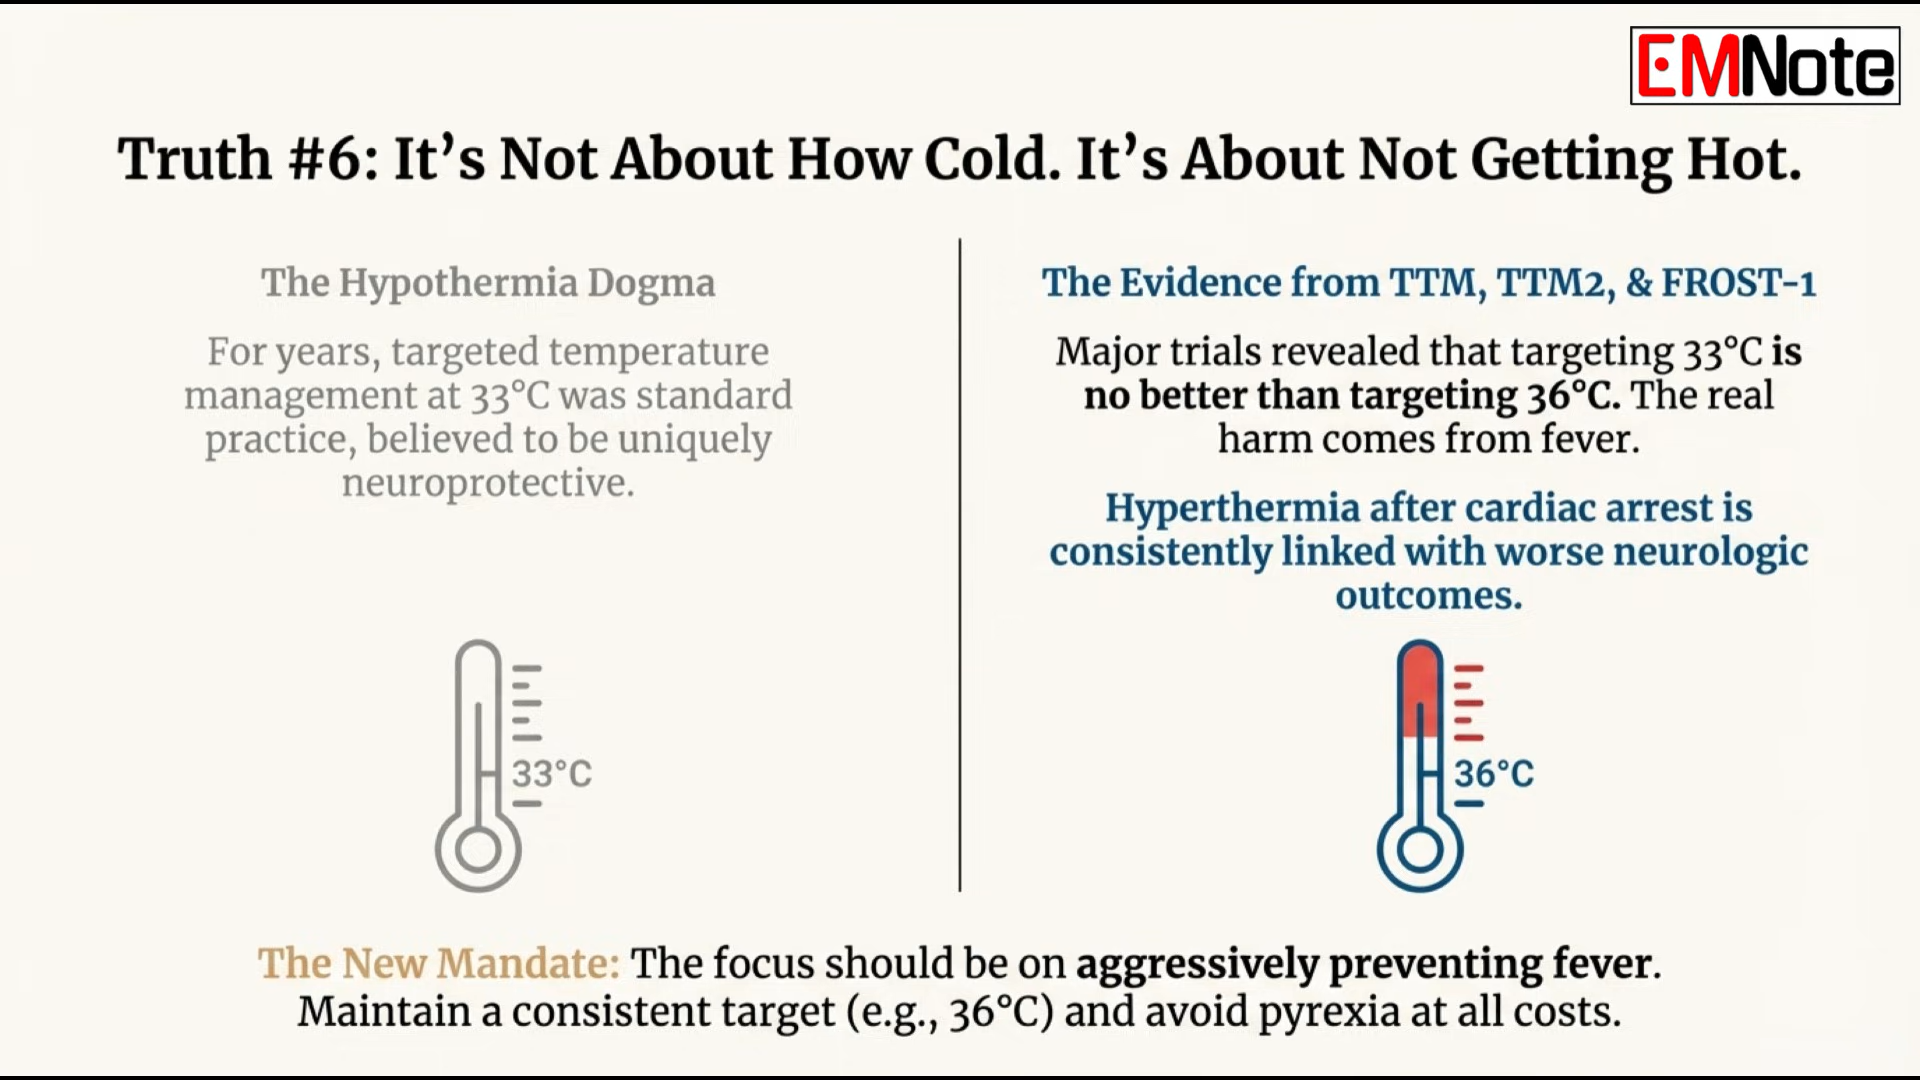 EMNote
Truth #6: It’s Not About How Cold. It’s About Not Getting Hot.
The Hypothermia Dogma
For years, targeted temperature
management at 33°C was standard
practice, believed to be uniquely
neuroprotective.
33°C
The Evidence from TTM, TTM2, & FROST-1
Major trials revealed that targeting 33°C is
no better than targeting 36°C. The real
harm comes from fever.
Hyperthermia after cardiac arrest is
consistently linked with worse neurologic
outcomes.
36°C
The New Mandate: The focus should be on aggressively preventing fever.
Maintain a consistent target (e.g., 36°C) and avoid pyrexia at all costs.